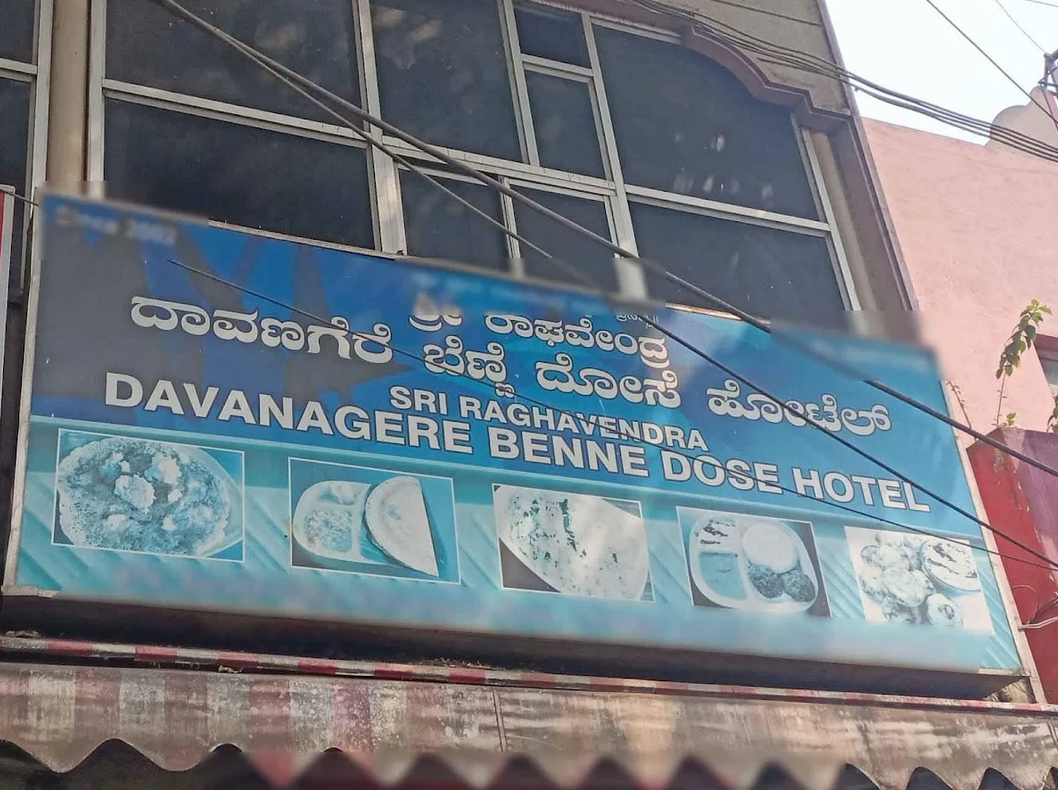 ಶ್ರೀ ರಾಘವೇಂದ್ರ
ದಾವಣಗೆರೆ ಬೆಣ್ಣೆ ದೋಸೆ ಹೋಟೆಲ್
SRI RAGHAVENDRA
DAVANAGERE BENNE DOSE HOTEL